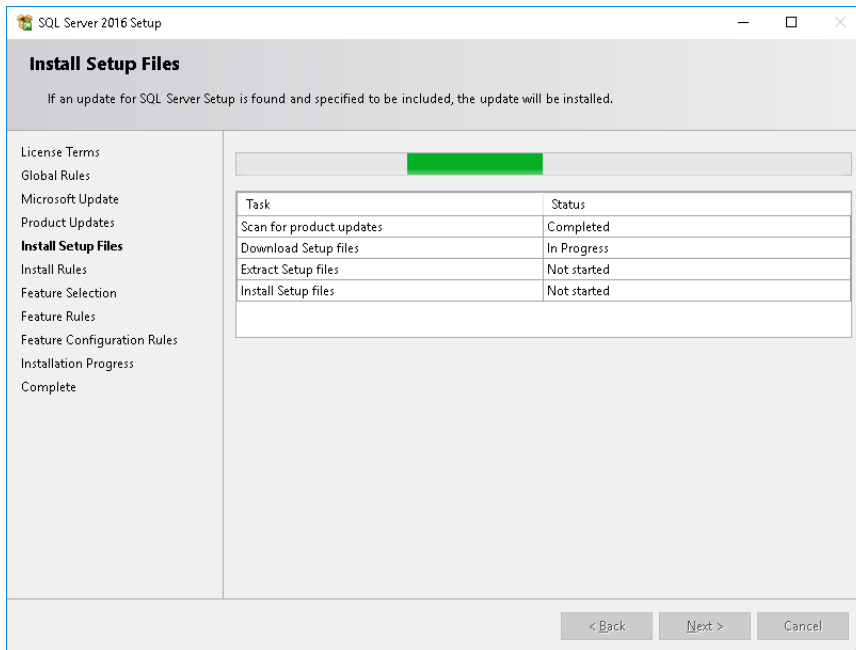 SQL Server 2016 Setup
Install Setup Files
If an update for SQL Server Setup is found and specified to be included, the update will be installed.
License Terms
Global Rules
Microsoft Update
Product Updates
Install Setup Files
Install Rules
Feature Selection
Feature Rules
Feature Configuration Rules
Installation Progress
Complete
Task Status
Scan for product updates Completed
Download Setup files In Progress
Extract Setup files Not started
Install Setup files Not started
< Back Next > Cancel